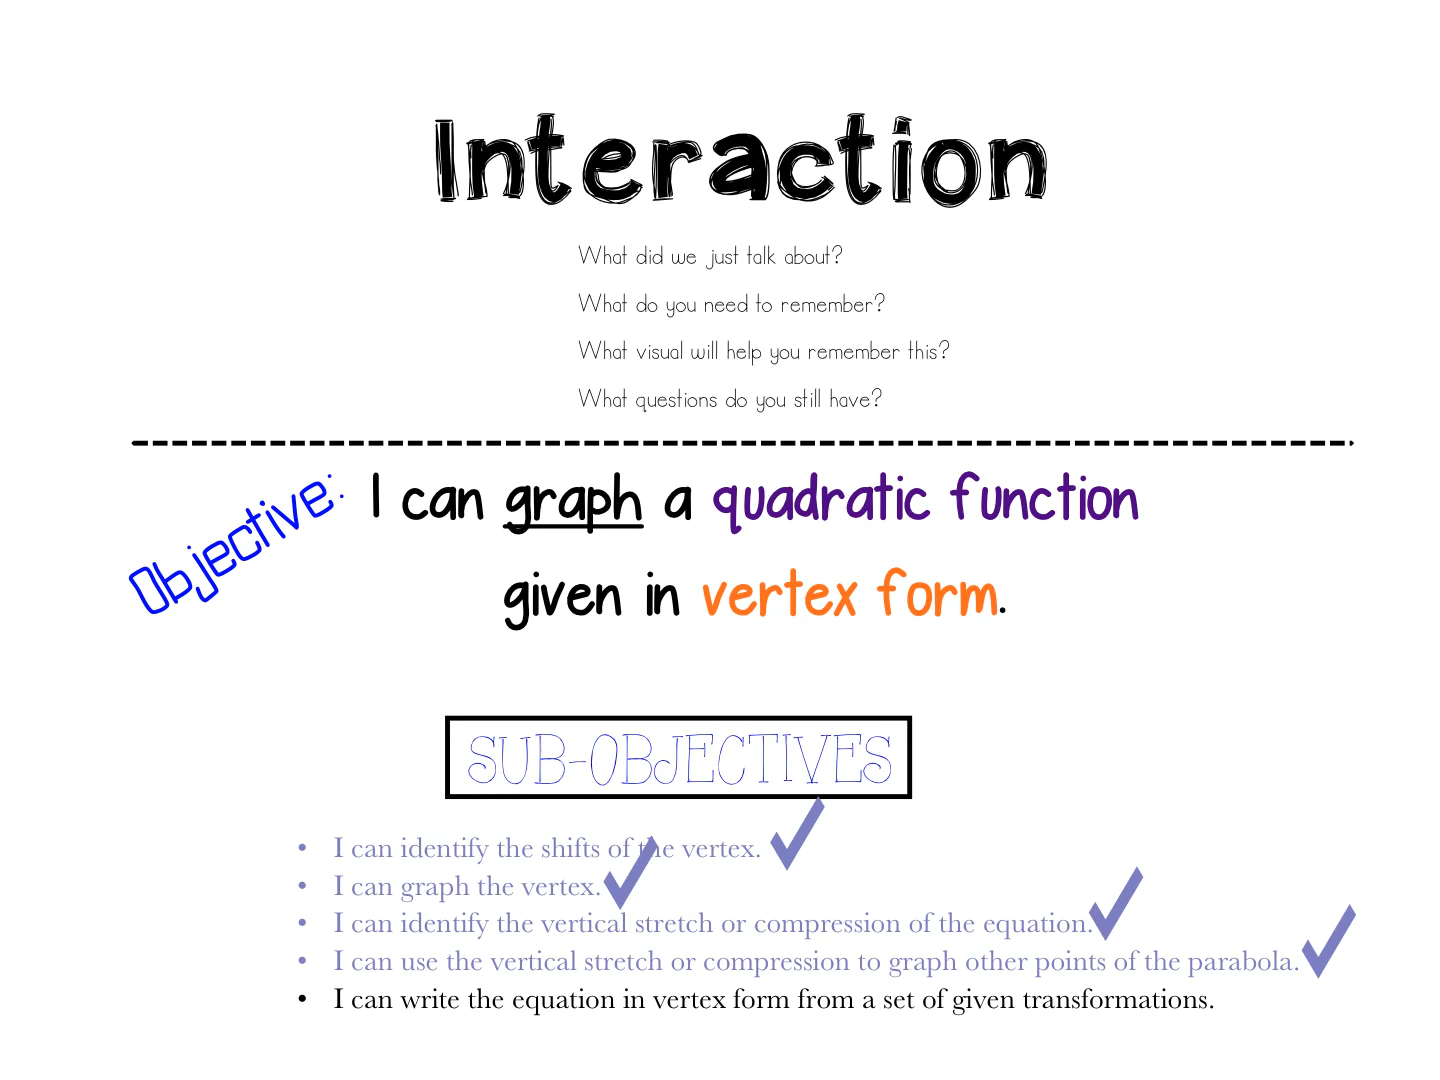 Interaction
What did we just talk about?
What do you need to remember?
What visual will help you remember this?
What questions do you still have?
Objective:
I can graph a quadratic function
given in vertex form.
SUB-OBJECTIVES
• I can identify the shifts of the vertex.
• I can graph the vertex.
• I can identify the vertical stretch or compression of the equation.
• I can use the vertical stretch or compression to graph other points of the parabola.
• I can write the equation in vertex form from a set of given transformations.